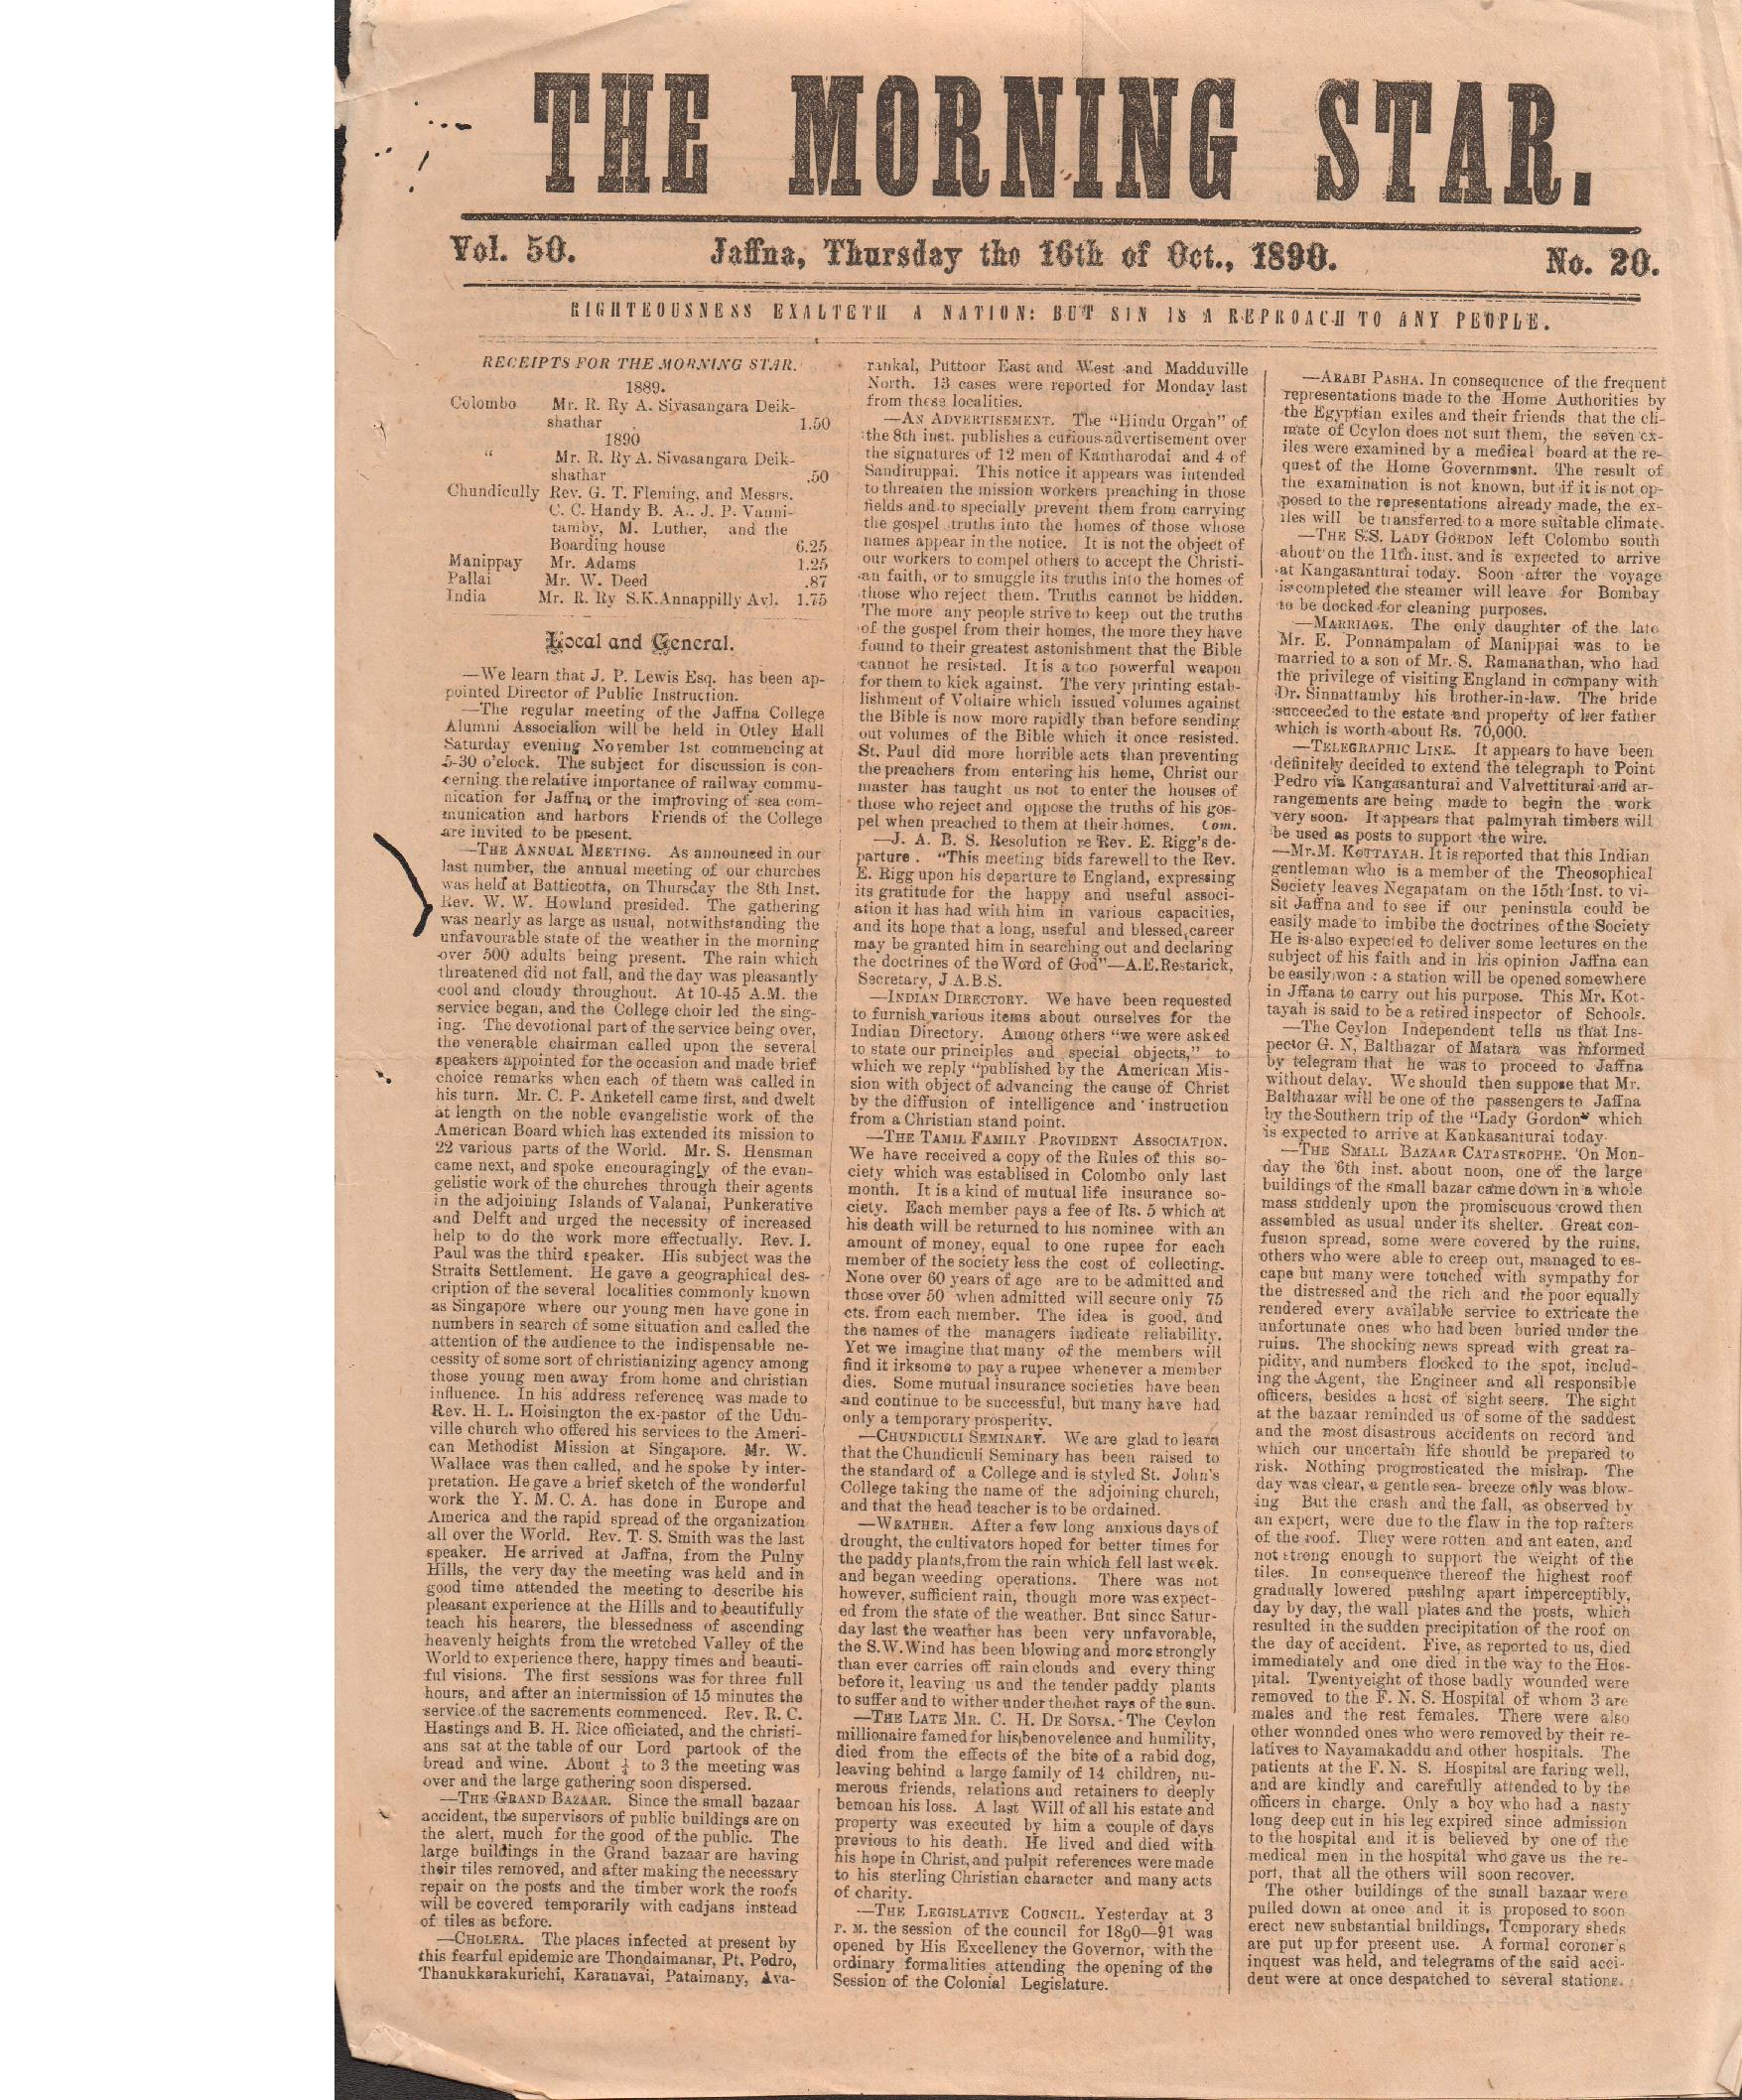 THE MORNING STAR.
Vol. 50. Jaffna, Thursday the 16th of Oct., 1890. No. 20.
RIGHTEOUSNESS EXALTETH A NATION: BUT SIN IS A REPROACH TO ANY PEOPLE.
RECEIPTS FOR THE MORNING STAR.
1889.
Colombo Mr. R. Ry A. Sivasangara Deik-
shathar 1.50
1890
" Mr. R. Ry A. Sivasangara Deik-
shathar .50
Chundicully Rev. G. T. Fleming, and Messrs.
C. C. Handy B. A. J. P. Vanni-
tamby, M. Luther, and the
Boarding house 6.25
Manippay Mr. Adams 1.25
Pallai Mr. W. Deed .87
India Mr. R. Ry S.K.Annappilly Avl. 1.75
Local and General.
—We learn that J. P. Lewis Esq. has been ap-
pointed Director of Public Instruction.
—The regular meeting of the Jaffna College
Alumni Association will be held in Otley Hall
Saturday evening November 1st commencing at
5-30 o'clock. The subject for discussion is con-
cerning the relative importance of railway commu-
nication for Jaffna or the improving of sea com-
munication and harbors Friends of the College
are invited to be present.
—THE ANNUAL MEETING. As announced in our
last number, the annual meeting of our churches
was held at Batticotta, on Thursday the 8th Inst.
Rev. W. W. Howland presided. The gathering
was nearly as large as usual, notwithstanding the
unfavourable state of the weather in the morning
over 500 adults being present. The rain which
threatened did not fall, and the day was pleasantly
cool and cloudy throughout. At 10-45 A.M. the
service began, and the College choir led the sing-
ing. The devotional part of the service being over,
the venerable chairman called upon the several
speakers appointed for the occasion and made brief
choice remarks when each of them was called in
his turn. Mr. C. P. Anketell came first, and dwelt
at length on the noble evangelistic work of the
American Board which has extended its mission to
22 various parts of the World. Mr. S. Hensman
came next, and spoke encouragingly of the evan-
gelistic work of the churches through their agents
in the adjoining Islands of Valanai, Punkerative
and Delft and urged the necessity of increased
help to do the work more effectually. Rev. I.
Paul was the third speaker. His subject was the
Straits Settlement. He gave a geographical des-
cription of the several localities commonly known
as Singapore where our young men have gone in
numbers in search of some situation and called the
attention of the audience to the indispensable ne-
cessity of some sort of christianizing agency among
those young men away from home and christian
influence. In his address reference was made to
Rev. H. L. Hoisington the ex-pastor of the Udu-
ville church who offered his services to the Ameri-
can Methodist Mission at Singapore. Mr. W.
Wallace was then called, and he spoke by inter-
pretation. He gave a brief sketch of the wonderful
work the Y. M. C. A. has done in Europe and
America and the rapid spread of the organization
all over the World. Rev. T. S. Smith was the last
speaker. He arrived at Jaffna, from the Pulny
Hills, the very day the meeting was held and in
good time attended the meeting to describe his
pleasant experience at the Hills and to beautifully
teach his hearers, the blessedness of ascending
heavenly heights from the wretched Valley of the
World to experience there, happy times and beauti-
ful visions. The first sessions was for three full
hours, and after an intermission of 15 minutes the
service of the sacrements commenced. Rev. R. C.
Hastings and B. H. Rice officiated, and the christi-
ans sat at the table of our Lord partook of the
bread and wine. About ¼ to 3 the meeting was
over and the large gathering soon dispersed.
—THE GRAND BAZAAR. Since the small bazaar
accident, the supervisors of public buildings are on
the alert, much for the good of the public. The
large buildings in the Grand bazaar are having
their tiles removed, and after making the necessary
repair on the posts and the timber work the roofs
will be covered temporarily with cadjans instead
of tiles as before.
—CHOLERA. The places infected at present by
this fearful epidemic are Thondaimanar, Pt. Pedro,
Thanukkarakurichi, Karanavai, Pataimany, Ava-
rankal, Puttoor East and West and Madduville
North. 13 cases were reported for Monday last
from these localities.
—AN ADVERTISEMENT. The "Hindu Organ" of
the 8th inst. publishes a curious advertisement over
the signatures of 12 men of Kantharodai and 4 of
Sandiruppai. This notice it appears was intended
to threaten the mission workers preaching in those
fields and to specially prevent them from carrying
the gospel truths into the homes of those whose
names appear in the notice. It is not the object of
our workers to compel others to accept the Christi-
an faith, or to smuggle its truths into the homes of
those who reject them. Truths cannot be hidden.
The more any people strive to keep out the truths
of the gospel from their homes, the more they have
found to their greatest astonishment that the Bible
cannot he resisted. It is a too powerful weapon
for them to kick against. The very printing estab-
lishment of Voltaire which issued volumes against
the Bible is now more rapidly than before sending
out volumes of the Bible which it once resisted.
St. Paul did more horrible acts than preventing
the preachers from entering his home, Christ our
master has taught us not to enter the houses of
those who reject and oppose the truths of his gos-
pel when preached to them at their homes. Com.
—J. A. B. S. Resolution re Rev. E. Rigg's de-
parture. "This meeting bids farewell to the Rev.
E. Rigg upon his departure to England, expressing
its gratitude for the happy and useful associ-
ation it has had with him in various capacities,
and its hope that a long, useful and blessed career
may be granted him in searching out and declaring
the doctrines of the Word of God"—A.E.Restarick,
Secretary, J A.B.S.
—INDIAN DIRECTORY. We have been requested
to furnish various items about ourselves for the
Indian Directory. Among others "we were asked
to state our principles and special objects," to
which we reply "published by the American Mis-
sion with object of advancing the cause of Christ
by the diffusion of intelligence and instruction
from a Christian stand point.
—THE TAMIL FAMILY PROVIDENT ASSOCIATION.
We have received a copy of the Rules of this so-
ciety which was establised in Colombo only last
month. It is a kind of mutual life insurance so-
ciety. Each member pays a fee of Rs. 5 which at
his death will be returned to his nominee with an
amount of money, equal to one rupee for each
member of the society less the cost of collecting.
None over 60 years of age are to be admitted and
those over 50 when admitted will secure only 75
cts. from each member. The idea is good, and
the names of the managers indicate reliability.
Yet we imagine that many of the members will
find it irksome to pay a rupee whenever a member
dies. Some mutual insurance societies have been
and continue to be successful, but many have had
only a temporary prosperity.
—CHUNDICULI SEMINARY. We are glad to learn
that the Chundiculi Seminary has been raised to
the standard of a College and is styled St. John's
College taking the name of the adjoining church,
and that the head teacher is to be ordained.
—WEATHER. After a few long anxious days of
drought, the cultivators hoped for better times for
the paddy plants,from the rain which fell last week.
and began weeding operations. There was not
however, sufficient rain, though more was expect-
ed from the state of the weather. But since Satur-
day last the weather has been very unfavorable,
the S.W.Wind has been blowing and more strongly
than ever carries off rain clouds and every thing
before it, leaving us and the tender paddy plants
to suffer and to wither under the hot rays of the sun.
—THE LATE MR. C. H. DE SOYSA.-The Ceylon
millionaire famed for his benovelence and humility,
died from the effects of the bite of a rabid dog,
leaving behind a large family of 14 children, nu-
merous friends, relations and retainers to deeply
bemoan his loss. A last Will of all his estate and
property was executed by him a couple of days
previous to his death. He lived and died with
his hope in Christ, and pulpit references were made
to his sterling Christian character and many acts
of charity.
—THE LEGISLATIVE COUNCIL. Yesterday at 3
P. M. the session of the council for 1890—91 was
opened by His Excellency the Governor, with the
ordinary formalities attending the opening of the
Session of the Colonial Legislature.
—ARABI PASHA. In consequence of the frequent
representations made to the Home Authorities by
the Egyptian exiles and their friends that the cli-
mate of Ceylon does not suit them, the seven ex-
iles were examined by a medical board at the re-
quest of the Home Government. The result of
the examination is not known, but if it is not op-
posed to the representations already made, the ex-
iles will be transferred to a more suitable climate.
—THE S.S. LADY GORDON left Colombo south
about on the 11th. inst. and is expected to arrive
at Kangasanturai today. Soon after the voyage
is completed the steamer will leave for Bombay
to be docked for cleaning purposes.
—MARRIAGE. The only daughter of the late
Mr. E. Ponnampalam of Manippai was to be
married to a son of Mr. S. Ramanathan, who had
the privilege of visiting England in company with
Dr. Sinnattamby his brother-in-law. The bride
succeeded to the estate and property of her father
which is worth about Rs. 70,000.
—TELEGRAPHIC LINE. It appears to have been
definitely decided to extend the telegraph to Point
Pedro via Kangasanturai and Valvettiturai and ar-
rangements are being made to begin the work
very soon. It appears that palmyrah timbers will
be used as posts to support the wire.
—Mr.M. KOTTAYAH. It is reported that this Indian
gentleman who is a member of the Theosophical
Society leaves Negapatam on the 15th Inst. to vi-
sit Jaffna and to see if our peninsula could be
easily made to imbibe the doctrines of the Society
He is also expected to deliver some lectures on the
subject of his faith and in his opinion Jaffna can
be easily won : a station will be opened somewhere
in Jffana to carry out his purpose. This Mr. Kot-
tayah is said to be a retired inspector of Schools.
—The Ceylon Independent tells us that Ins-
pector G. N, Balthazar of Matara was informed
by telegram that he was to proceed to Jaffna
without delay. We should then suppose that Mr.
Balthazar will be one of the passengers to Jaffna
by the Southern trip of the "Lady Gordon" which
is expected to arrive at Kankasanturai today.
—THE SMALL BAZAAR CATASTROPHE. On Mon-
day the 6th inst. about noon, one of the large
buildings of the small bazar came down in a whole
mass suddenly upon the promiscuous crowd then
assembled as usual under its shelter. Great con-
fusion spread, some were covered by the ruins,
others who were able to creep out, managed to es-
cape but many were touched with sympathy for
the distressed and the rich and the poor equally
rendered every available service to extricate the
unfortunate ones who had been buried under the
ruins. The shocking news spread with great ra-
pidity, and numbers flocked to the spot, includ-
ing the Agent, the Engineer and all responsible
officers, besides a host of sight seers. The sight
at the bazaar reminded us of some of the saddest
and the most disastrous accidents on record and
which our uncertain life should be prepared to
risk. Nothing prognosticated the mishap. The
day was clear, a gentle sea- breeze only was blow-
ing But the crash and the fall, as observed by
an expert, were due to the flaw in the top rafters
of the roof. They were rotten and ant eaten, and
not strong enough to support the weight of the
tiles. In consequence thereof the highest roof
gradually lowered pushing apart imperceptibly,
day by day, the wall plates and the posts, which
resulted in the sudden precipitation of the roof on
the day of accident. Five, as reported to us, died
immediately and one died in the way to the Hos-
pital. Twentyeight of those badly wounded were
removed to the F. N. S. Hospital of whom 3 are
males and the rest females. There were also
other wonnded ones who were removed by their re-
latives to Nayamakaddu and other hospitals. The
patients at the F. N. S. Hospital are faring well,
and are kindly and carefully attended to by the
officers in charge. Only a boy who had a nasty
long deep cut in his leg expired since admission
to the hospital and it is believed by one of the
medical men in the hospital who gave us the re-
port, that all the others will soon recover.
The other buildings of the small bazaar were
pulled down at once and it is proposed to soon
erect new substantial bnildings, Temporary sheds
are put up for present use. A formal coroner's
inquest was held, and telegrams of the said acci-
dent were at once despatched to several stations.